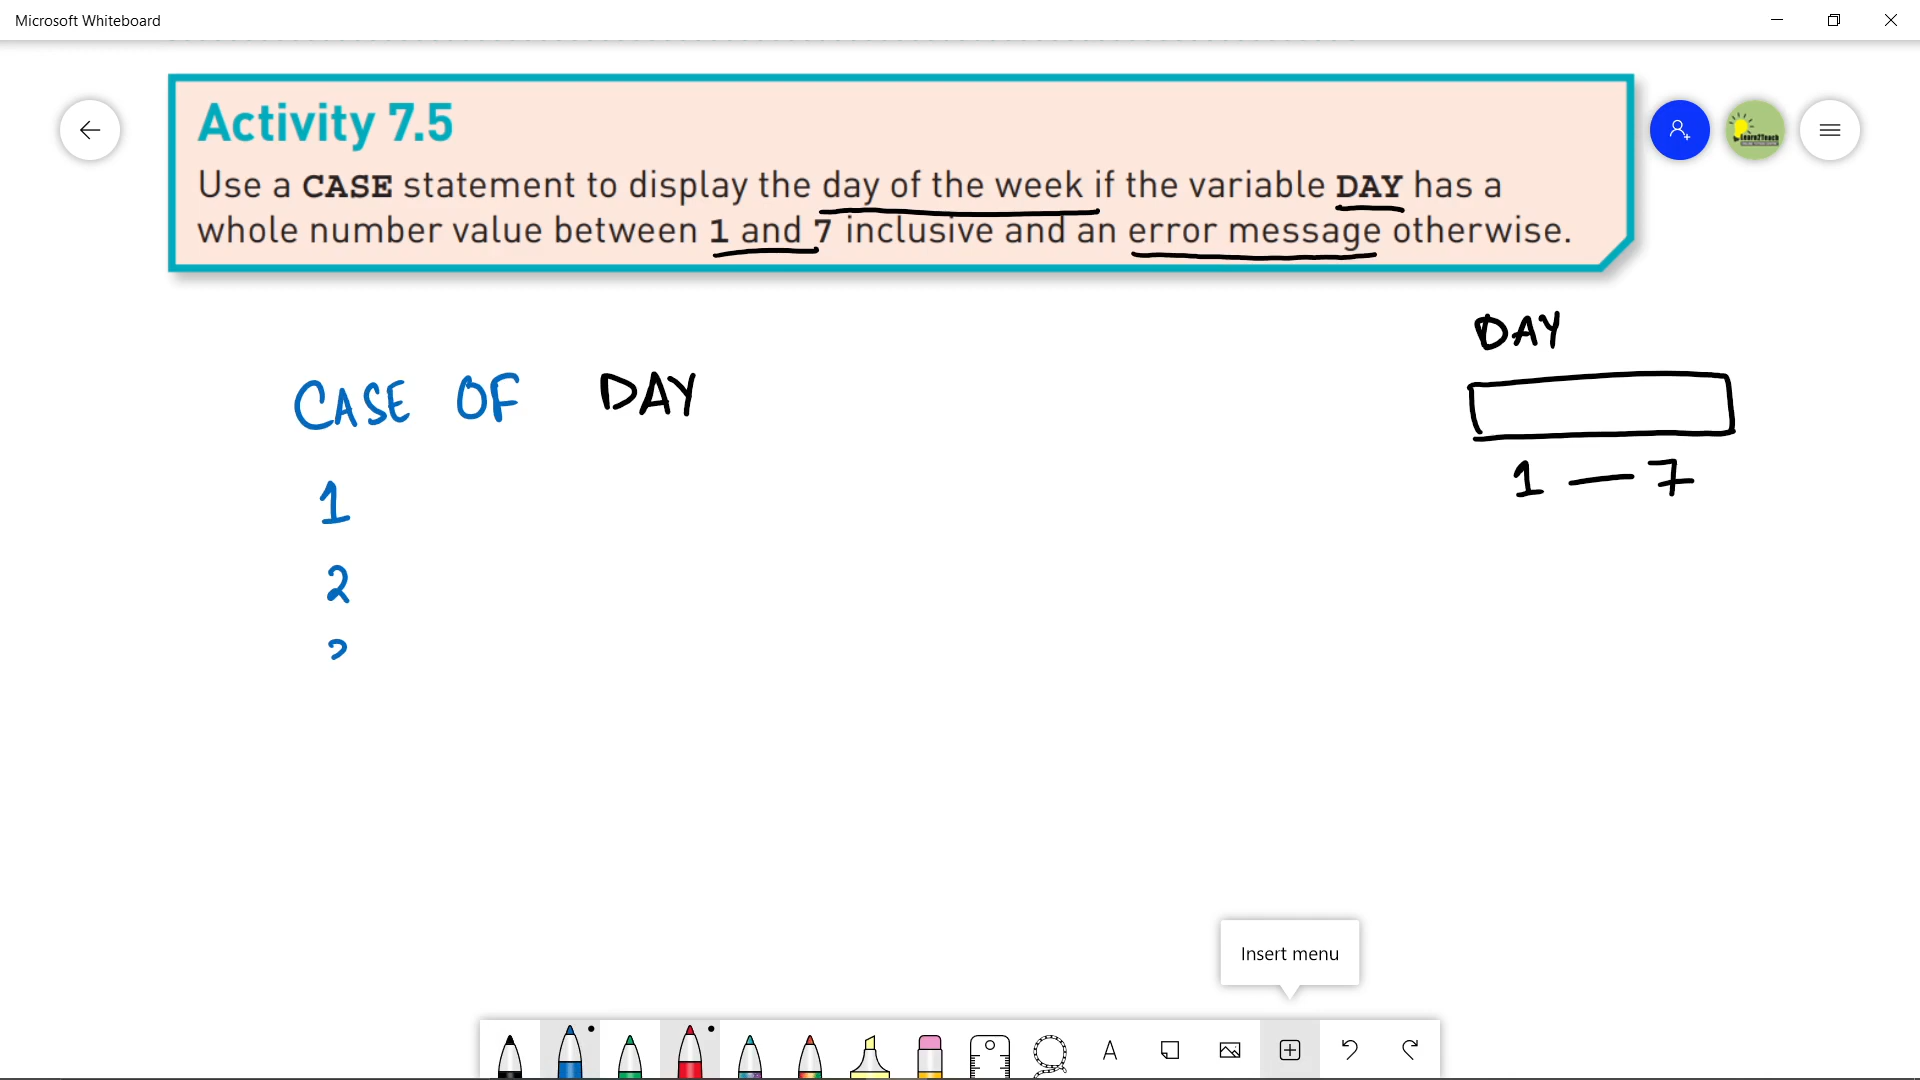 Microsoft Whiteboard
Activity 7.5
Use a CASE statement to display the day of the week if the variable DAY has a
whole number value between 1 and 7 inclusive and an error message otherwise.
Learn2Teach
DAY
CASE OF DAY
1 — 7
1
2
Insert menu
A